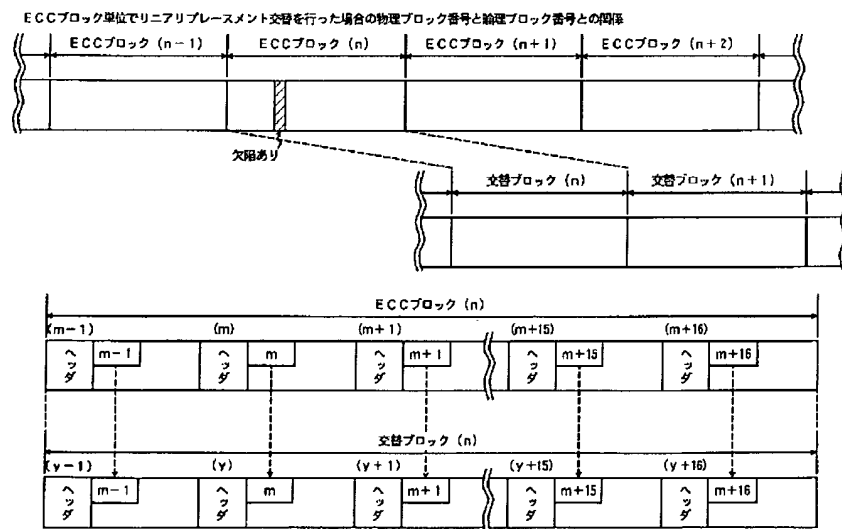 ECCブロック単位でリニアリプレースメント交替を行った場合の物理ブロック番号と論理ブロック番号との関係
ECCブロック（n－1） ECCブロック（n） ECCブロック（n＋1） ECCブロック（n＋2）
欠陥あり
交替ブロック（n） 交替ブロック（n＋1）
ECCブロック（n）
(m－1) (m) (m＋1) (m＋15) (m＋16)
ヘッダ m－1 ヘッダ m ヘッダ m＋1 ヘッダ m＋15 ヘッダ m＋16
交替ブロック（n）
(y－1) (y) (y＋1) (y＋15) (y＋16)
ヘッダ m－1 ヘッダ m ヘッダ m＋1 ヘッダ m＋15 ヘッダ m＋16